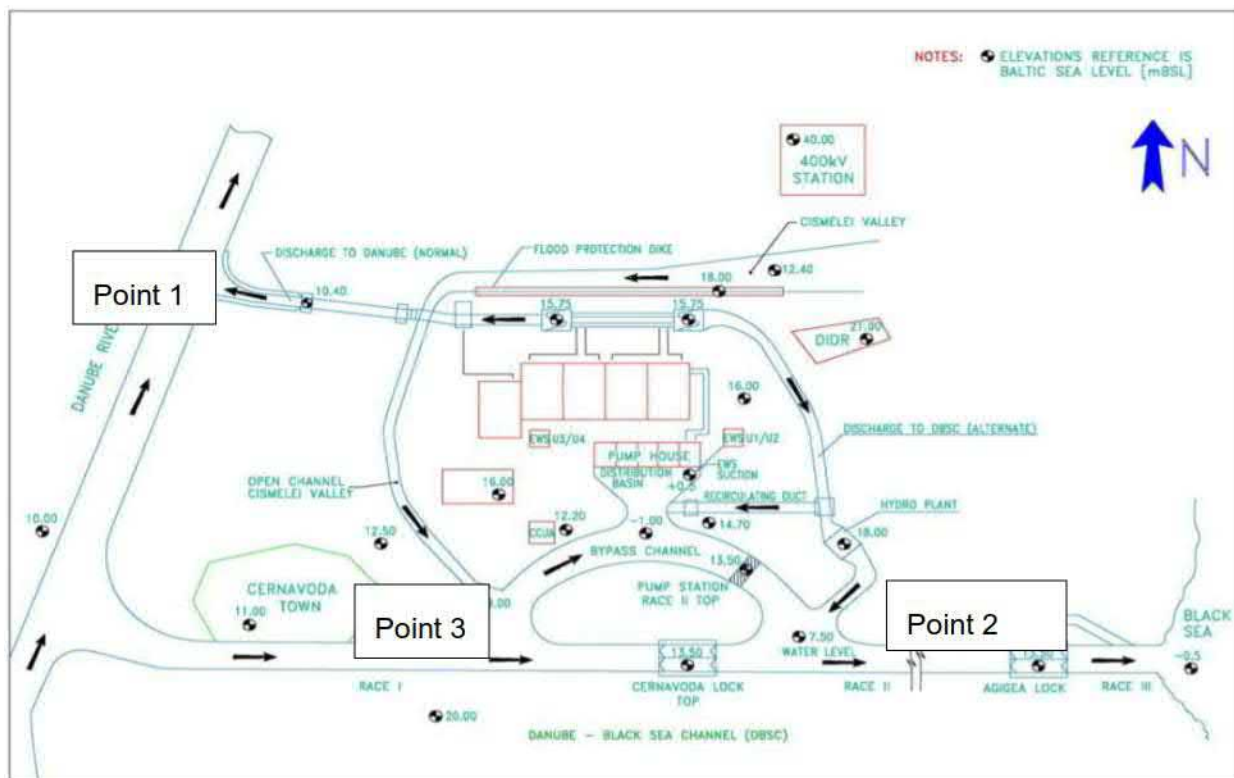 NOTES: ELEVATIONS REFERENCE IS
BALTIC SEA LEVEL [mBSL]
N
40.00
400kV
STATION
CISMELEI VALLEY
FLOOD PROTECTION DIKE
DISCHARGE TO DANUBE (NORMAL)
12.40
18.00
Point 1
10.40
15.75
15.75
DIDR
21.00
DANUBE RIVER
16.00
DISCHARGE TO DBSC (ALTERNATE)
EWS U3/U4
EWS U1/U2
PUMP HOUSE
DISTRIBUTION
BASIN
EWS
SUCTION
+0.5
OPEN CHANNEL
CISMELEI VALLEY
16.00
RECIRCULATING DUCT
HYDRO PLANT
10.00
12.50
CCUA
12.20
-1.00
14.70
18.00
BYPASS CHANNEL
13.50
PUMP STATION
RACE II TOP
CERNAVODA
TOWN
11.00
.00
Point 3
Point 2
BLACK
SEA
7.50
WATER LEVEL
13.50
-0.5
RACE I
CERNAVODA LOCK
TOP
RACE II
AGIGEA LOCK
RACE III
20.00
DANUBE - BLACK SEA CHANNEL (DBSC)